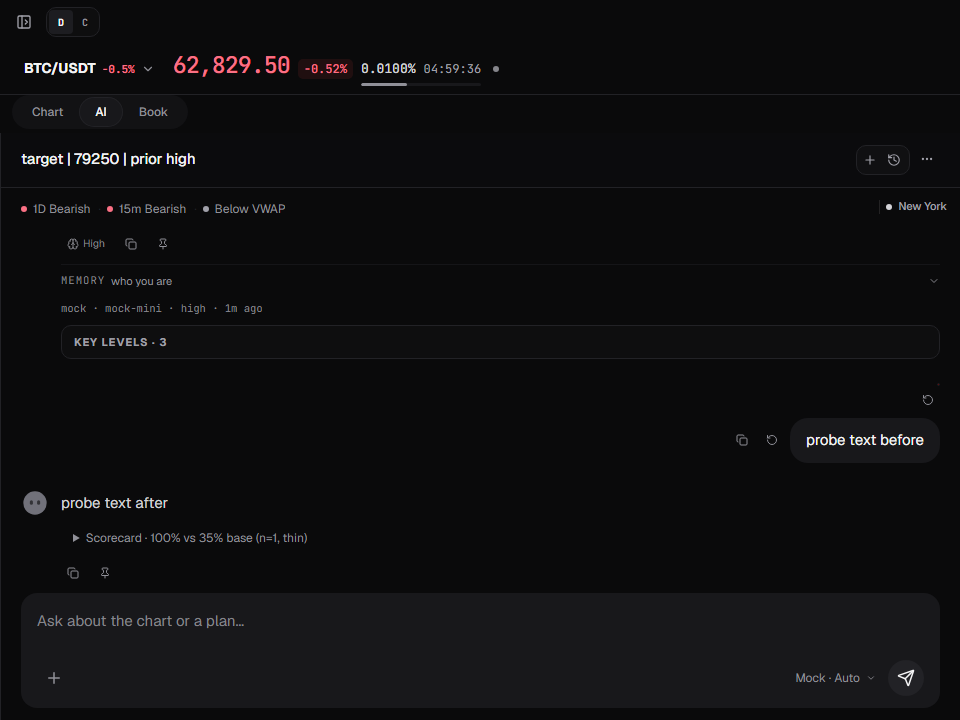 D C
BTC/USDT -0.5% 62,829.50 -0.52% 0.0100% 04:59:36
Chart AI Book
target | 79250 | prior high
1D Bearish 15m Bearish Below VWAP New York
High
MEMORY who you are
mock · mock-mini · high · 1m ago
KEY LEVELS · 3
probe text before
probe text after
Scorecard · 100% vs 35% base (n=1, thin)
Ask about the chart or a plan...
Mock · Auto